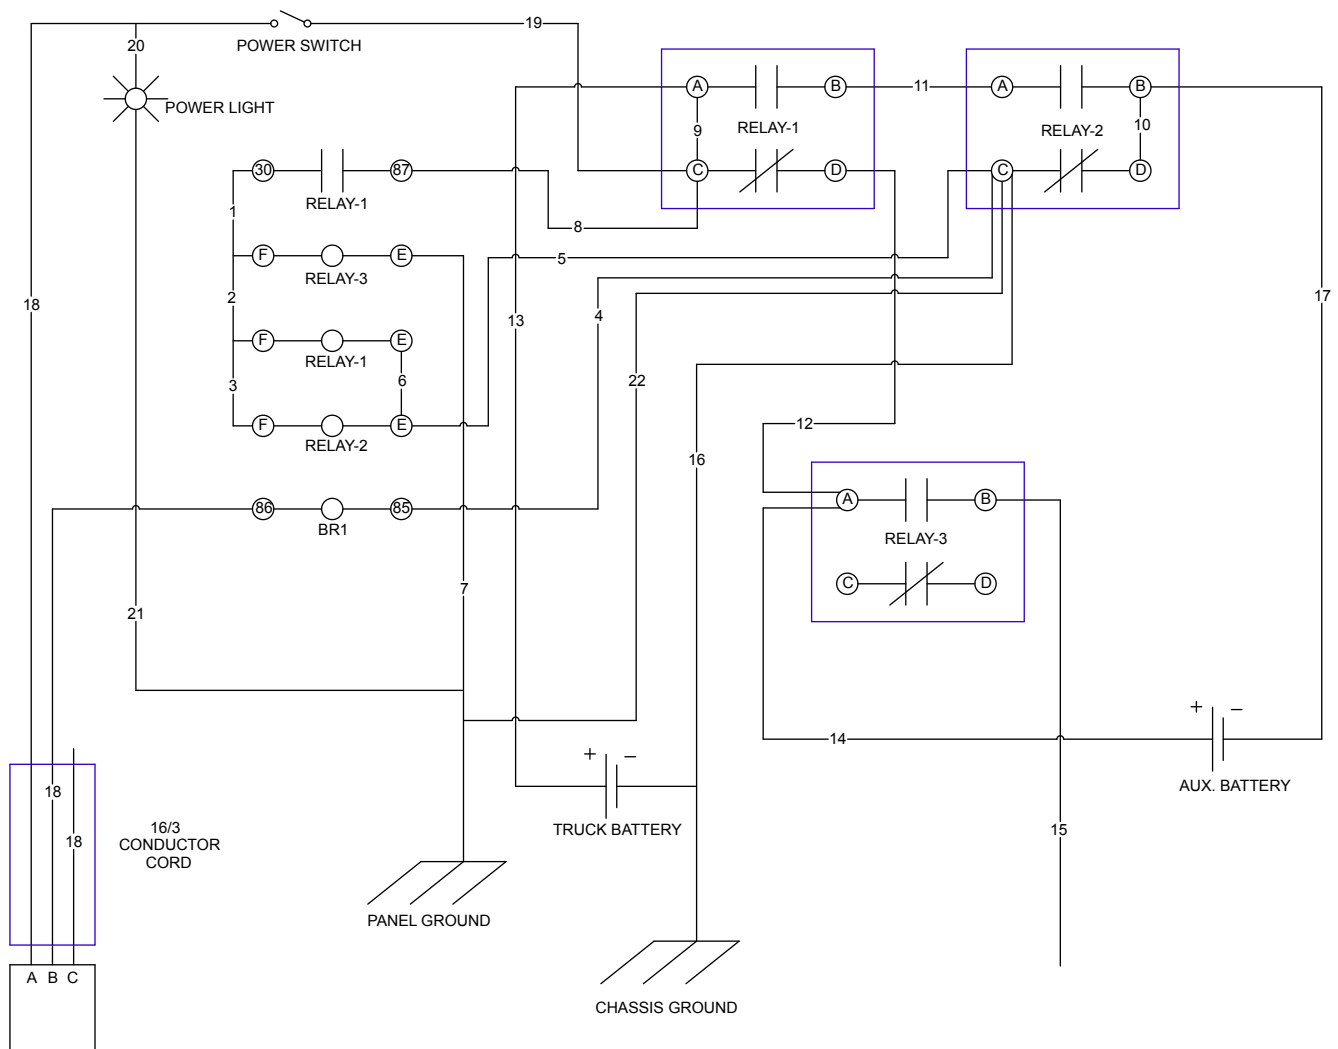 19
20
POWER SWITCH
POWER LIGHT
A
B
11
A
B
9
RELAY-1
RELAY-2
10
30
87
C
D
C
D
RELAY-1
1
8
F
E
5
RELAY-3
2
18
13
4
17
F
E
RELAY-1
3
6
22
F
E
12
RELAY-2
16
A
B
86
85
BR1
RELAY-3
7
C
D
21
14
+
–
+
–
AUX. BATTERY
18
TRUCK BATTERY
15
18
16/3
CONDUCTOR
CORD
PANEL GROUND
A B C
CHASSIS GROUND